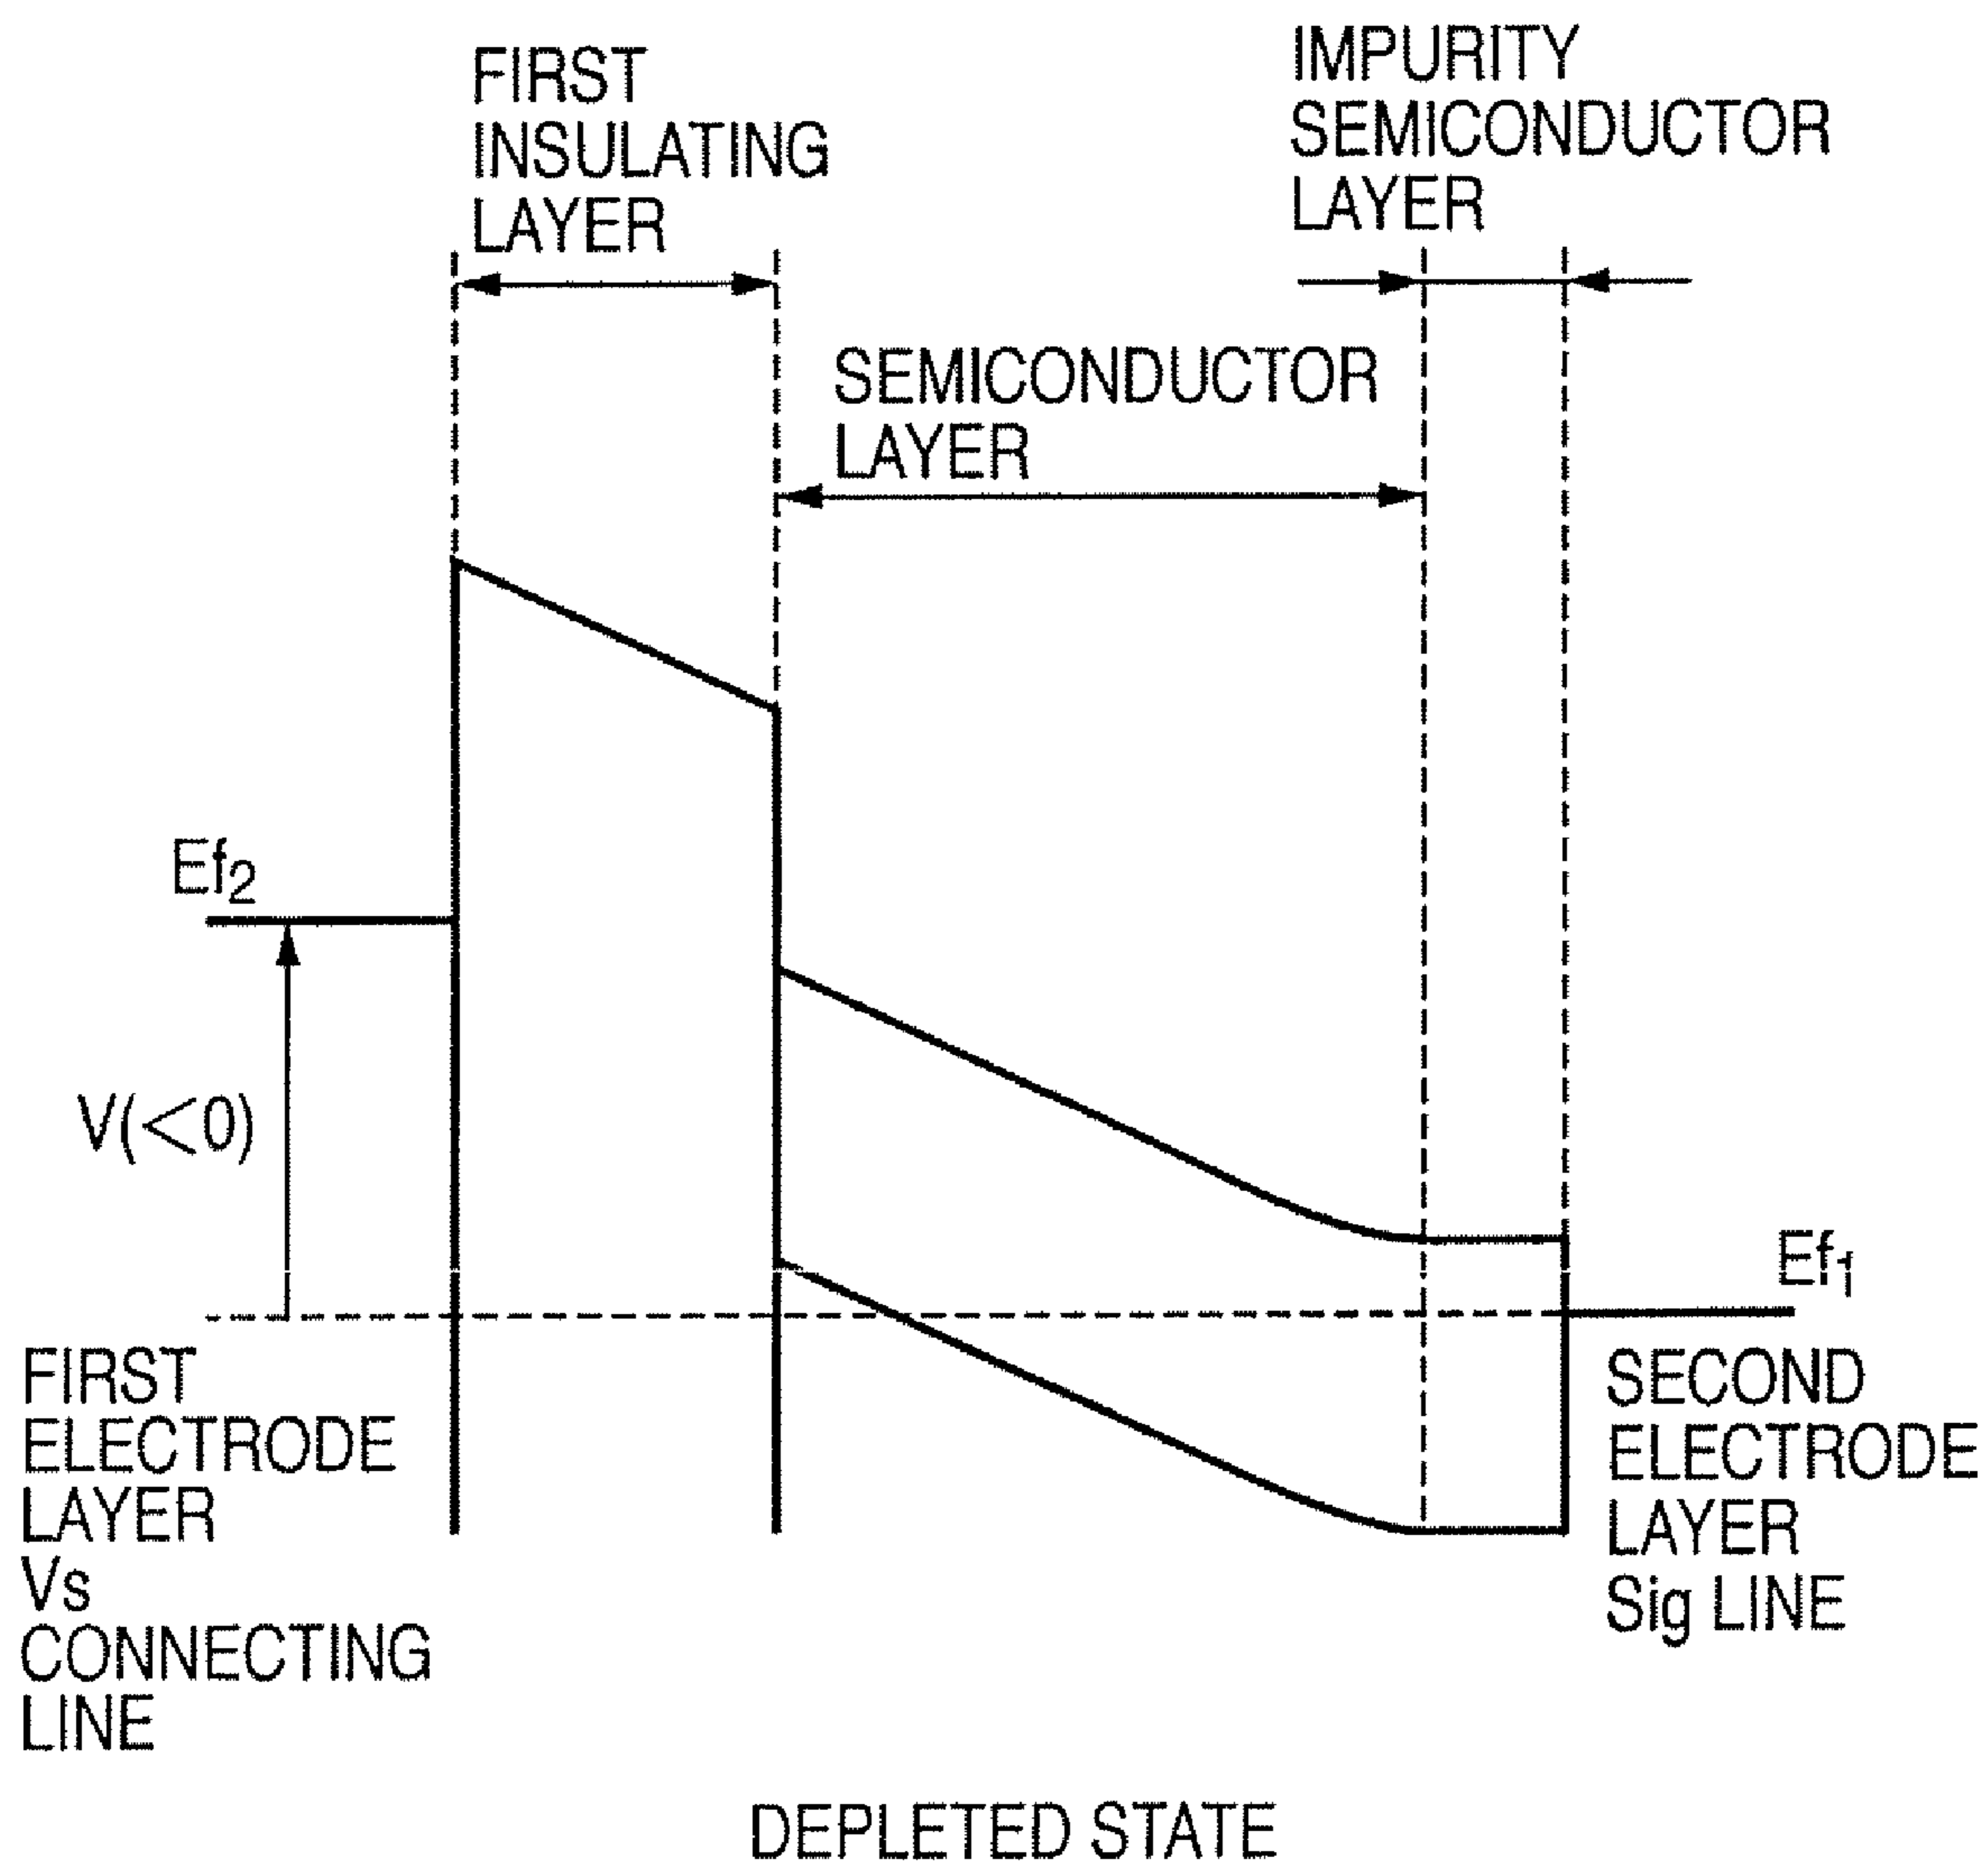 FIRST
INSULATING
LAYER
IMPURITY
SEMICONDUCTOR
LAYER
SEMICONDUCTOR
LAYER
Ef2
V(<0)
Ef1
FIRST
ELECTRODE
LAYER
Vs
CONNECTING
LINE
SECOND
ELECTRODE
LAYER
Sig LINE
DEPLETED STATE